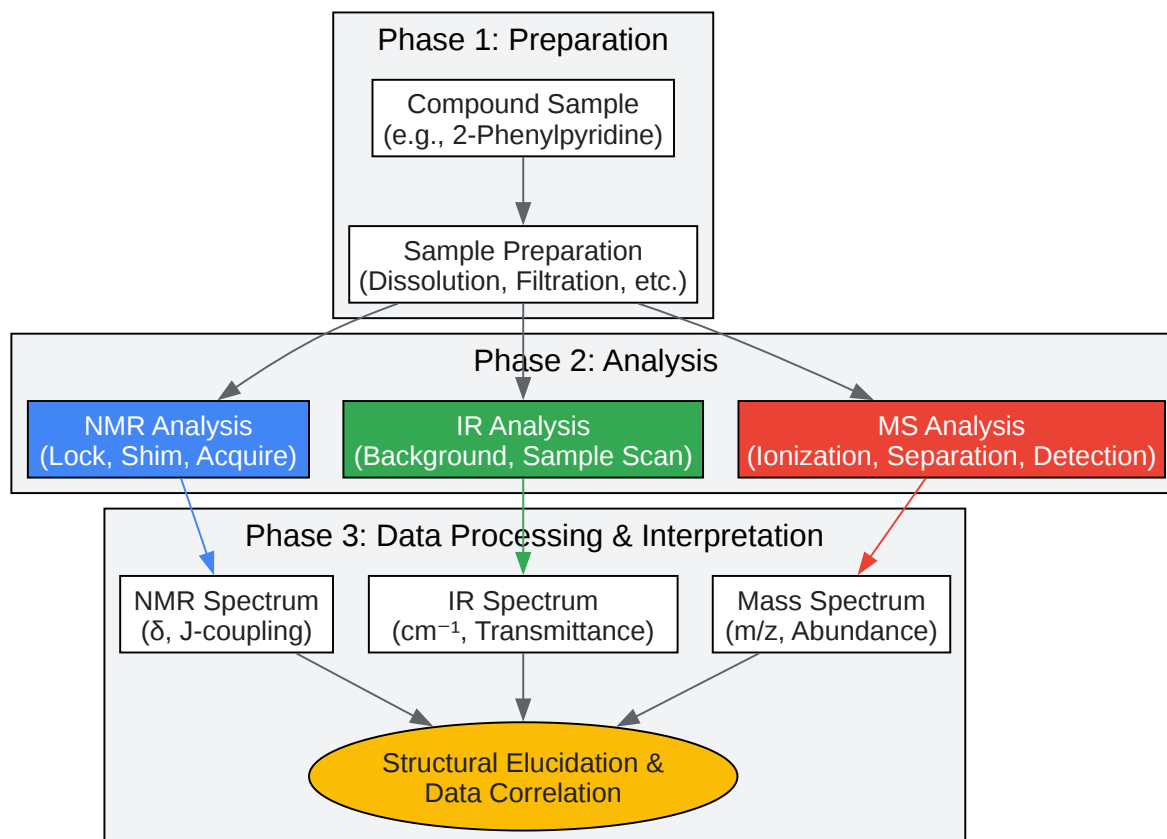 Phase 1: Preparation
Compound Sample
(e.g., 2-Phenylpyridine)
Sample Preparation
(Dissolution, Filtration, etc.)
Phase 2: Analysis
NMR Analysis
(Lock, Shim, Acquire)
IR Analysis
(Background, Sample Scan)
MS Analysis
(Ionization, Separation, Detection)
Phase 3: Data Processing & Interpretation
NMR Spectrum
(δ, J-coupling)
IR Spectrum
(cm⁻¹, Transmittance)
Mass Spectrum
(m/z, Abundance)
Structural Elucidation &
Data Correlation